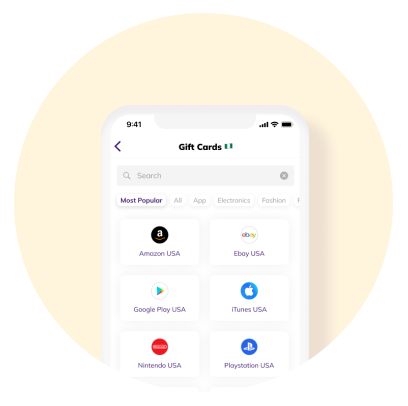 9:41
Gift Cards
Search
Most Popular All App Electronics Fashion
a ebay
Amazon USA Ebay USA
Google Play USA iTunes USA
Nintendo
Nintendo USA Playstation USA